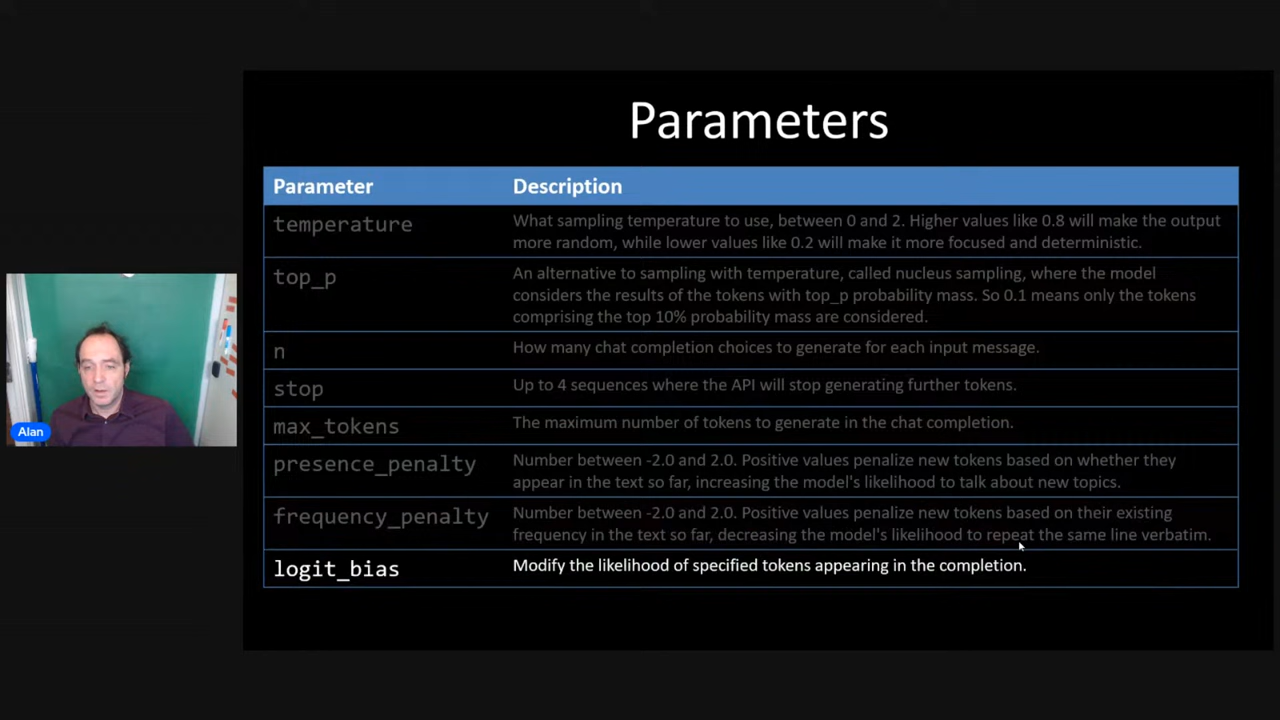 Parameters
Parameter Description
temperature What sampling temperature to use, between 0 and 2. Higher values like 0.8 will make the output
more random, while lower values like 0.2 will make it more focused and deterministic.
top_p An alternative to sampling with temperature, called nucleus sampling, where the model
considers the results of the tokens with top_p probability mass. So 0.1 means only the tokens
comprising the top 10% probability mass are considered.
n How many chat completion choices to generate for each input message.
stop Up to 4 sequences where the API will stop generating further tokens.
max_tokens The maximum number of tokens to generate in the chat completion.
presence_penalty Number between -2.0 and 2.0. Positive values penalize new tokens based on whether they
appear in the text so far, increasing the model's likelihood to talk about new topics.
frequency_penalty Number between -2.0 and 2.0. Positive values penalize new tokens based on their existing
frequency in the text so far, decreasing the model's likelihood to repeat the same line verbatim.
logit_bias Modify the likelihood of specified tokens appearing in the completion.
Alan